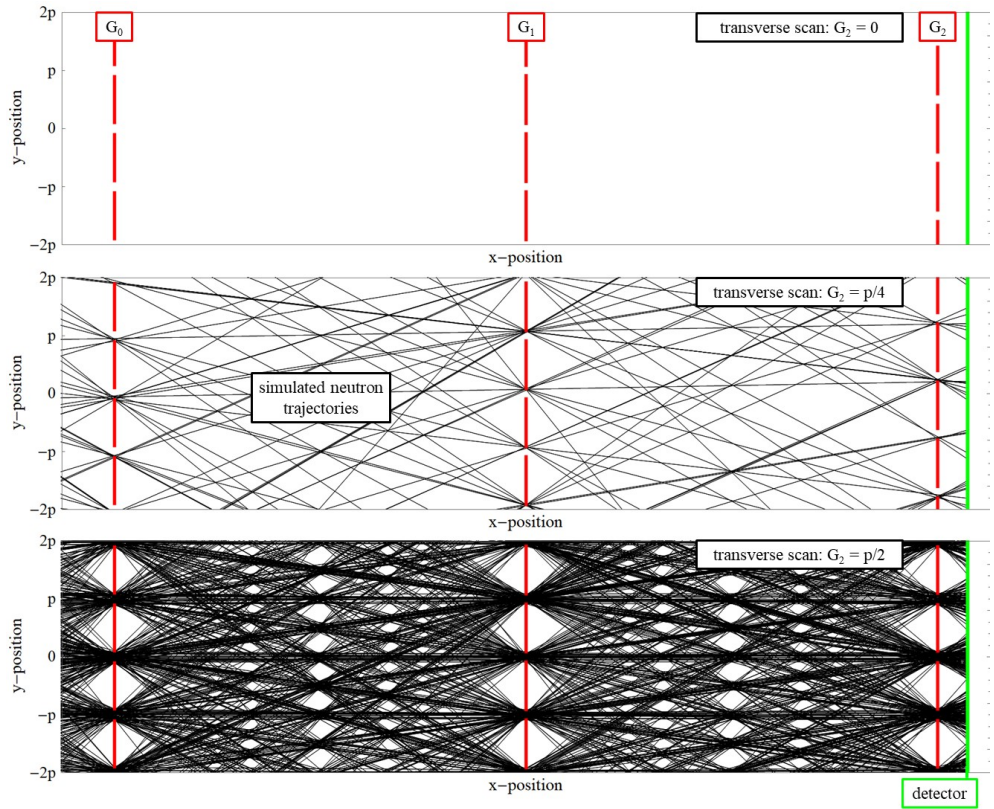 2p
G₀
G₁
transverse scan: G₂ = 0
G₂
p
0
−p
−2p
y−position
x−position
2p
transverse scan: G₂ = p/4
p
simulated neutron
trajectories
0
−p
−2p
y−position
x−position
2p
transverse scan: G₂ = p/2
p
0
−p
−2p
y−position
x−position
detector